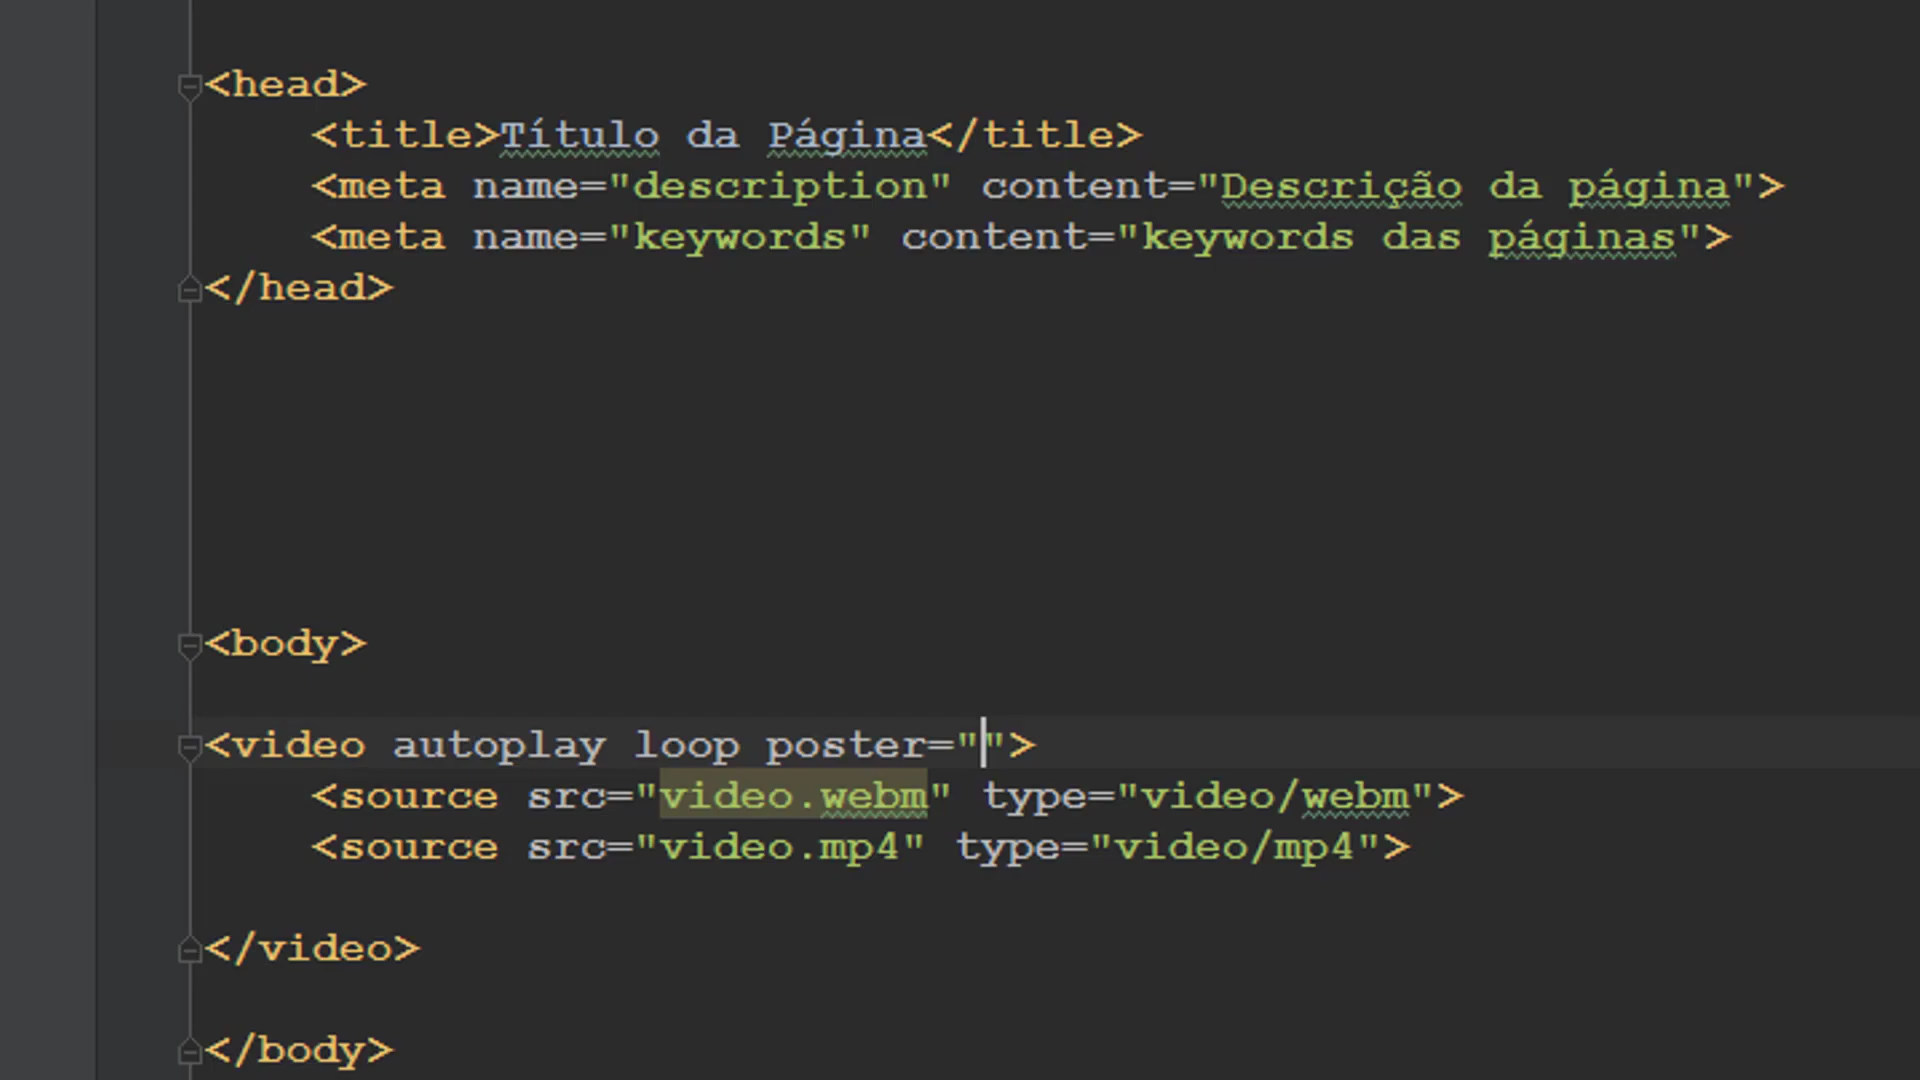 <head>
<title>Título da Página</title>
<meta name="description" content="Descrição da página">
<meta name="keywords" content="keywords das páginas">
</head>
<body>
<video autoplay loop poster="">
<source src="video.webm" type="video/webm">
<source src="video.mp4" type="video/mp4">
</video>
</body>